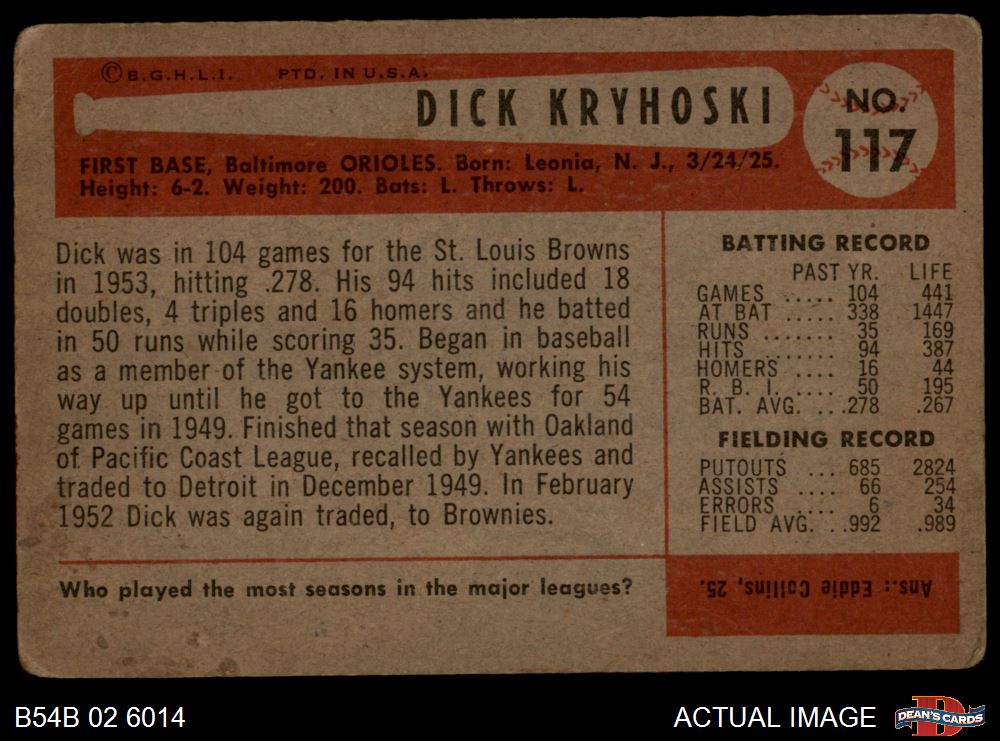 ©B.G.H.L.I. PTD. IN U.S.A.
DICK KRYHOSKI
NO.
117
FIRST BASE, Baltimore ORIOLES. Born: Leonia, N. J., 3/24/25.
Height: 6-2. Weight: 200. Bats: L. Throws: L.
Dick was in 104 games for the St. Louis Browns
in 1953, hitting .278. His 94 hits included 18
doubles, 4 triples and 16 homers and he batted
in 50 runs while scoring 35. Began in baseball
as a member of the Yankee system, working his
way up until he got to the Yankees for 54
games in 1949. Finished that season with Oakland
of Pacific Coast League, recalled by Yankees and
traded to Detroit in December 1949. In February
1952 Dick was again traded, to Brownies.
BATTING RECORD
PAST YR. LIFE
GAMES ..... 104 441
AT BAT ..... 338 1447
RUNS ....... 35 169
HITS ....... 94 387
HOMERS .... 16 44
R. B. I. .... 50 195
BAT. AVG. ...278 .267
FIELDING RECORD
PUTOUTS ... 685 2824
ASSISTS .... 66 254
ERRORS .... 6 34
FIELD AVG. ..992 .989
Who played the most seasons in the major leagues?
Ans.: Eddie Collins, 25.
B54B 02 6014
ACTUAL IMAGE
D
DEAN'S CARDS